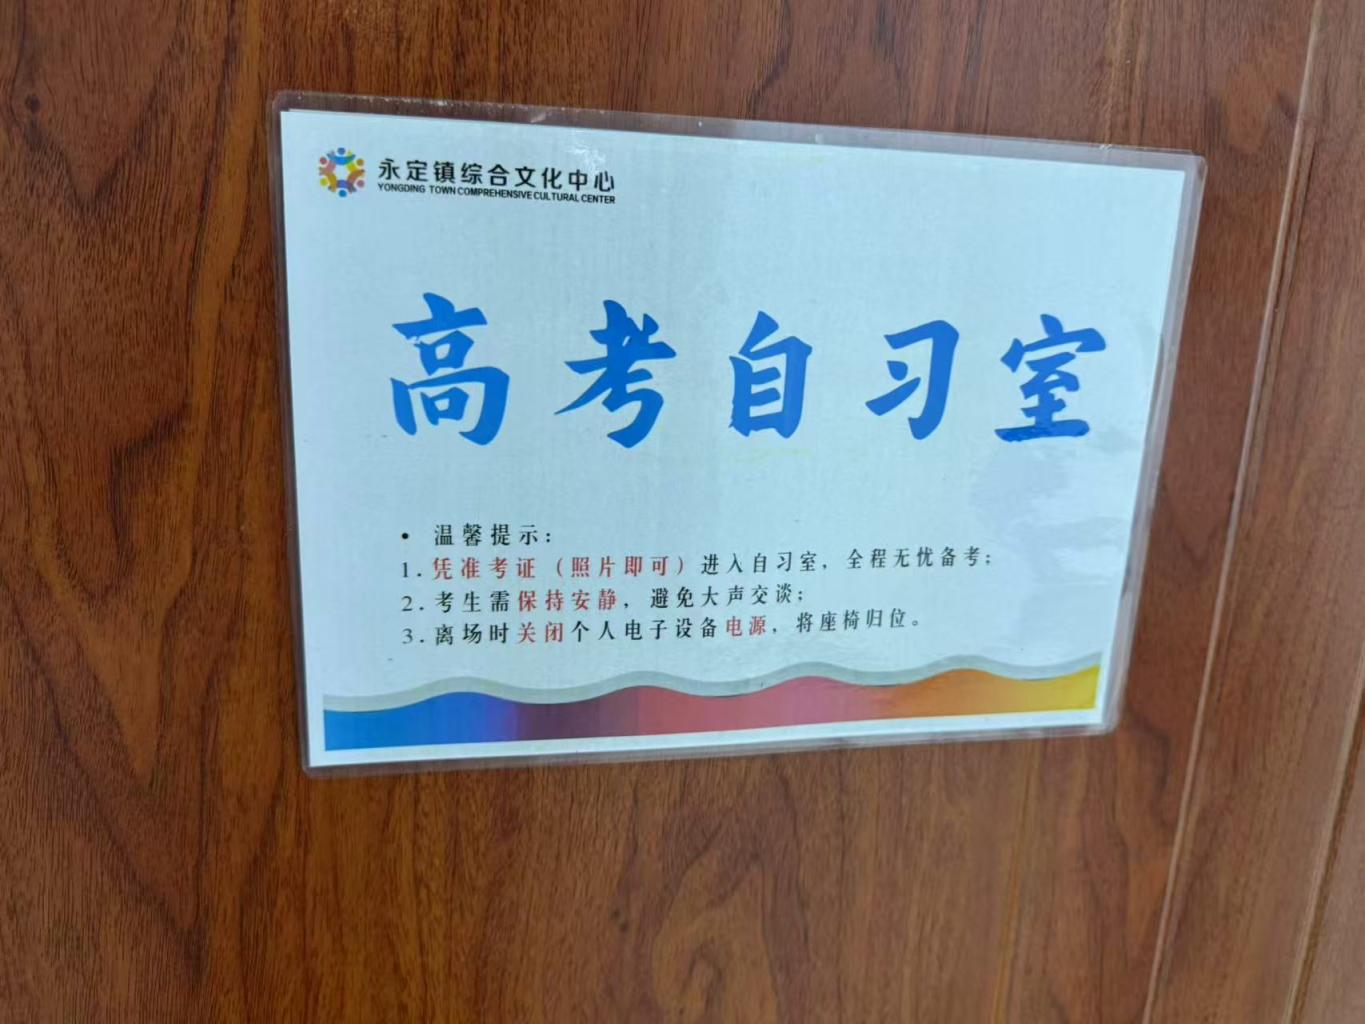 永定镇综合文化中心
YONGDING TOWN COMPREHENSIVE CULTURAL CENTER
高考自习室
• 温馨提示：
1. 凭准考证（照片即可）进入自习室，全程无忧备考；
2. 考生需保持安静，避免大声交谈；
3. 离场时关闭个人电子设备电源，将座椅归位。